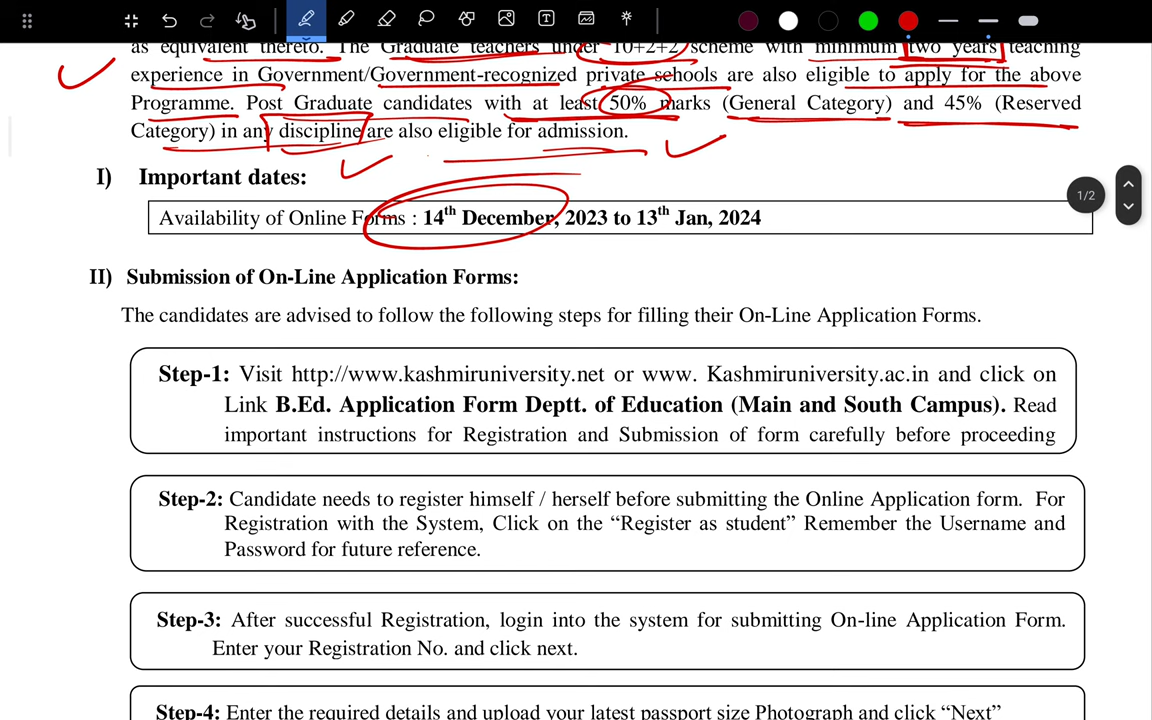 as equivalent thereto. The Graduate teachers under 10+2+2 scheme with minimum two years teaching
experience in Government/Government-recognized private schools are also eligible to apply for the above
Programme. Post Graduate candidates with at least 50% marks (General Category) and 45% (Reserved
Category) in any discipline are also eligible for admission.
I) Important dates:
1/2
Availability of Online Forms : 14th December, 2023 to 13th Jan, 2024
II) Submission of On-Line Application Forms:
The candidates are advised to follow the following steps for filling their On-Line Application Forms.
Step-1: Visit http://www.kashmiruniversity.net or www. Kashmiruniversity.ac.in and click on
Link B.Ed. Application Form Deptt. of Education (Main and South Campus). Read
important instructions for Registration and Submission of form carefully before proceeding
Step-2: Candidate needs to register himself / herself before submitting the Online Application form. For
Registration with the System, Click on the “Register as student” Remember the Username and
Password for future reference.
Step-3: After successful Registration, login into the system for submitting On-line Application Form.
Enter your Registration No. and click next.
Step-4: Enter the required details and upload your latest passport size Photograph and click “Next”